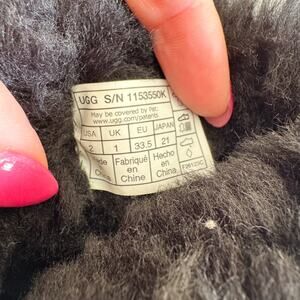 UGG S/N 1153550K
May be covered by Pat:
www.ugg.com/patents
USA UK EU JAPAN
2 1 33.5 21
Fabriqué Hecho
en en
Chine China
F26123C